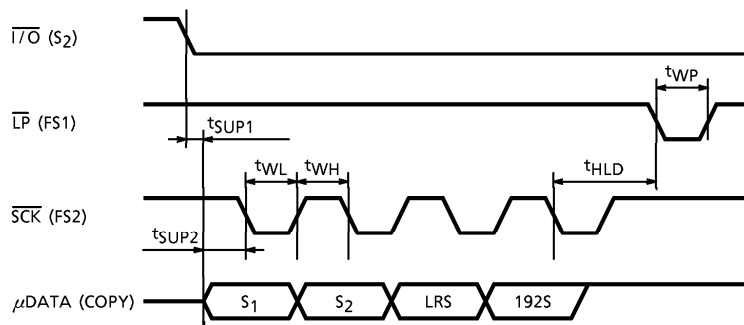 I/O (S2)
tWP
LP (FS1)
tSUP1
tWL
tWH
tHLD
SCK (FS2)
tSUP2
μDATA (COPY)
S1
S2
LRS
192S